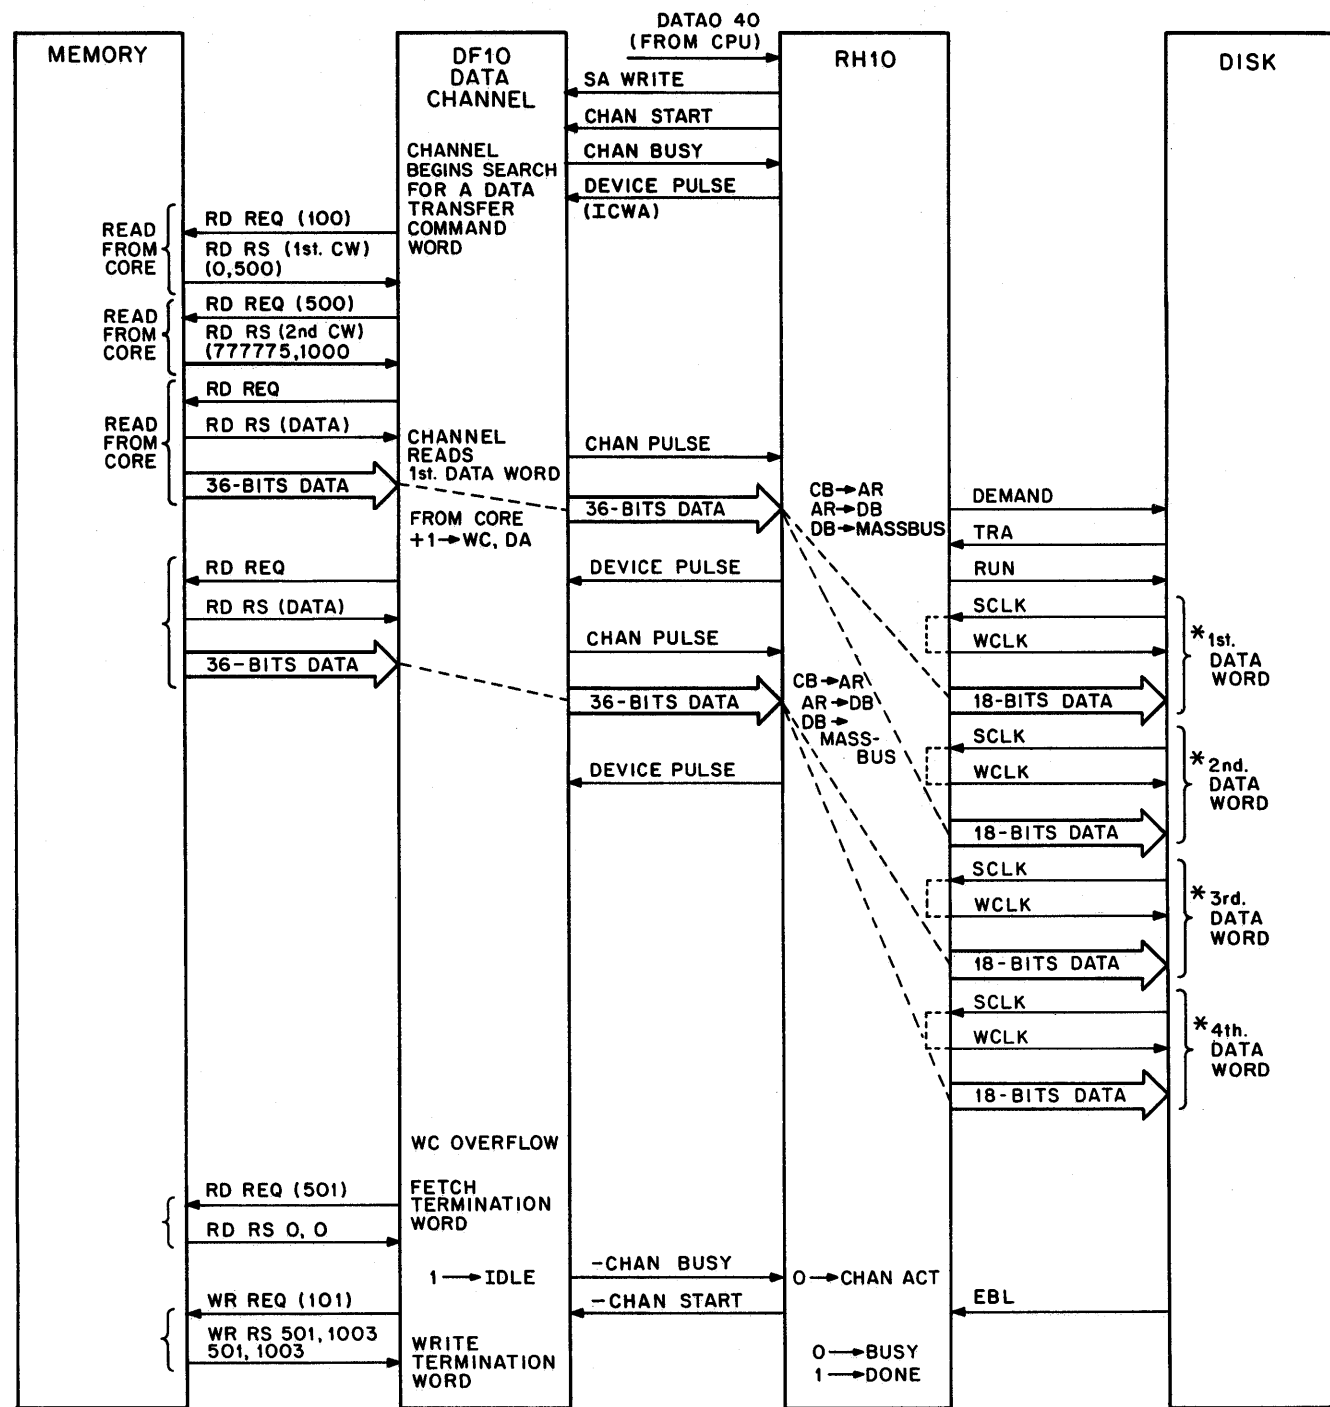 DATAO 40
(FROM CPU)
MEMORY
DF10
DATA
CHANNEL
RH10
DISK
SA WRITE
CHAN START
CHANNEL
BEGINS SEARCH
FOR A DATA
TRANSFER
COMMAND
WORD
CHAN BUSY
DEVICE PULSE
(ICWA)
READ
FROM
CORE
RD REQ (100)
RD RS (1st. CW)
(0,500)
READ
FROM
CORE
RD REQ (500)
RD RS (2nd CW)
(777775,1000
READ
FROM
CORE
RD REQ
RD RS (DATA)
36-BITS DATA
CHANNEL
READS
1st. DATA WORD
FROM CORE
+1→WC, DA
CHAN PULSE
36-BITS DATA
CB→AR
AR→DB
DB→MASSBUS
DEMAND
TRA
RUN
RD REQ
RD RS (DATA)
36-BITS DATA
DEVICE PULSE
CHAN PULSE
36-BITS DATA
DEVICE PULSE
CB→AR
AR→DB
DB→
MASS-
BUS
SCLK
WCLK
18-BITS DATA
*1st.
DATA
WORD
SCLK
WCLK
18-BITS DATA
*2nd.
DATA
WORD
SCLK
WCLK
18-BITS DATA
*3rd.
DATA
WORD
SCLK
WCLK
18-BITS DATA
*4th.
DATA
WORD
WC OVERFLOW
RD REQ (501)
RD RS 0, 0
FETCH
TERMINATION
WORD
1→IDLE
-CHAN BUSY
0→CHAN ACT
WR REQ (101)
-CHAN START
EBL
WR RS 501, 1003
501, 1003
WRITE
TERMINATION
WORD
0→BUSY
1→DONE